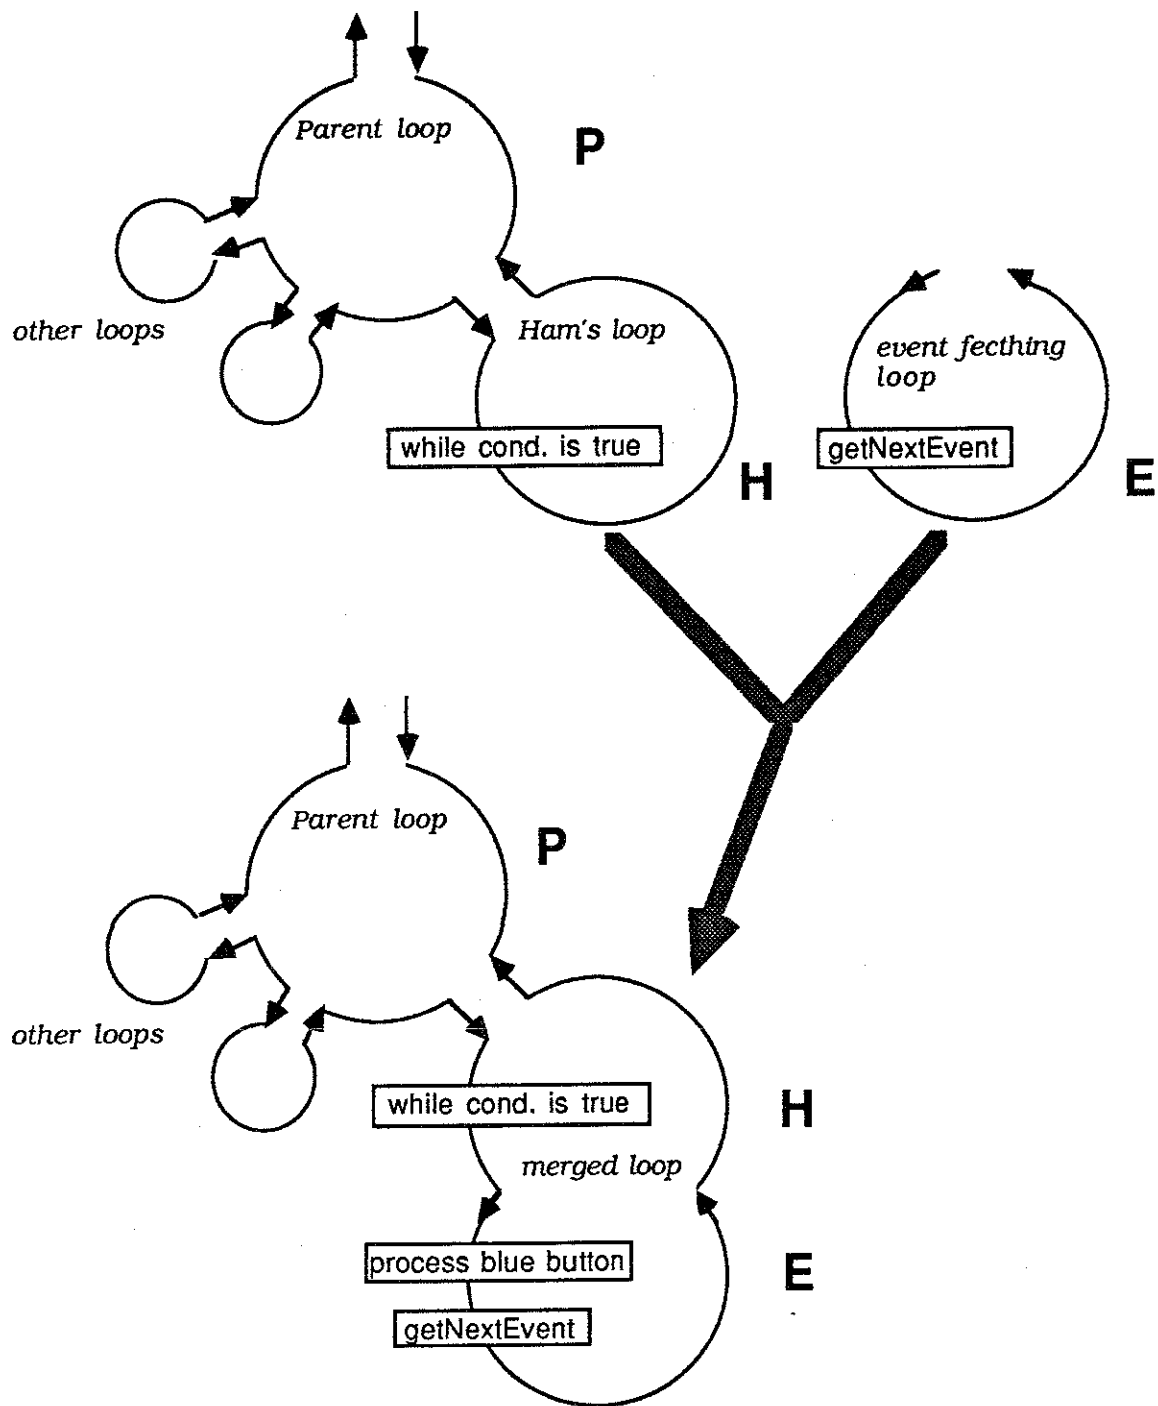 Parent loop
P
other loops
Ham's loop
event fecthing
loop
while cond. is true
getNextEvent
H
E
Parent loop
P
other loops
while cond. is true
H
merged loop
process blue button
E
getNextEvent